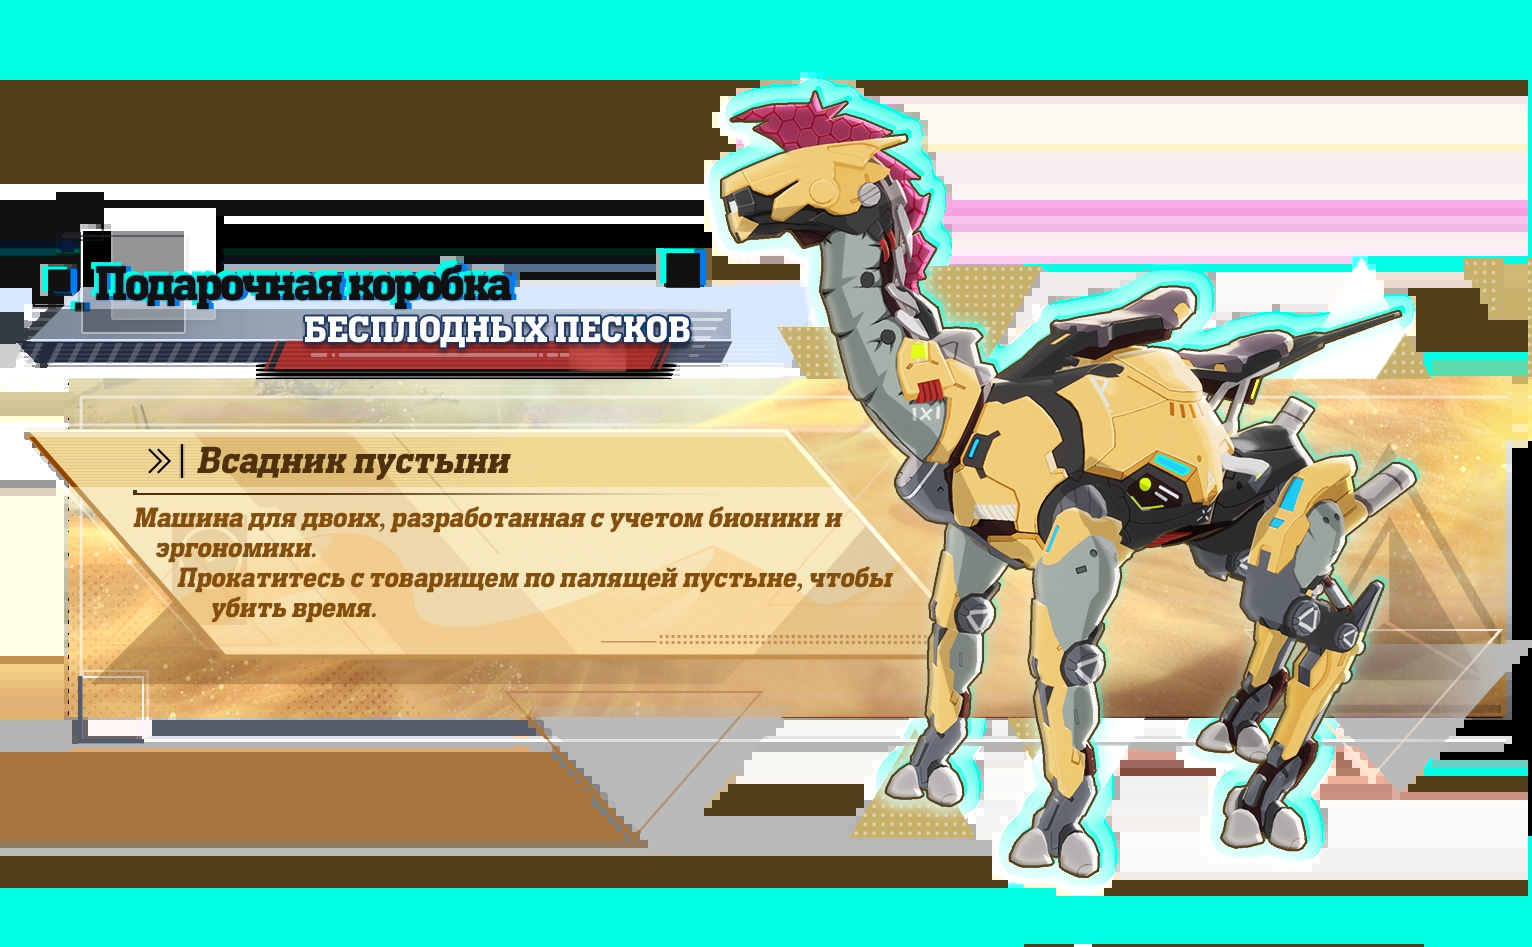 Подарочная коробка
БЕСПЛОДНЫХ ПЕСКОВ
Всадник пустыни
Машина для двоих, разработанная с учетом бионики и
эргономики.
Прокатитесь с товарищем по палящей пустыне, чтобы
убить время.